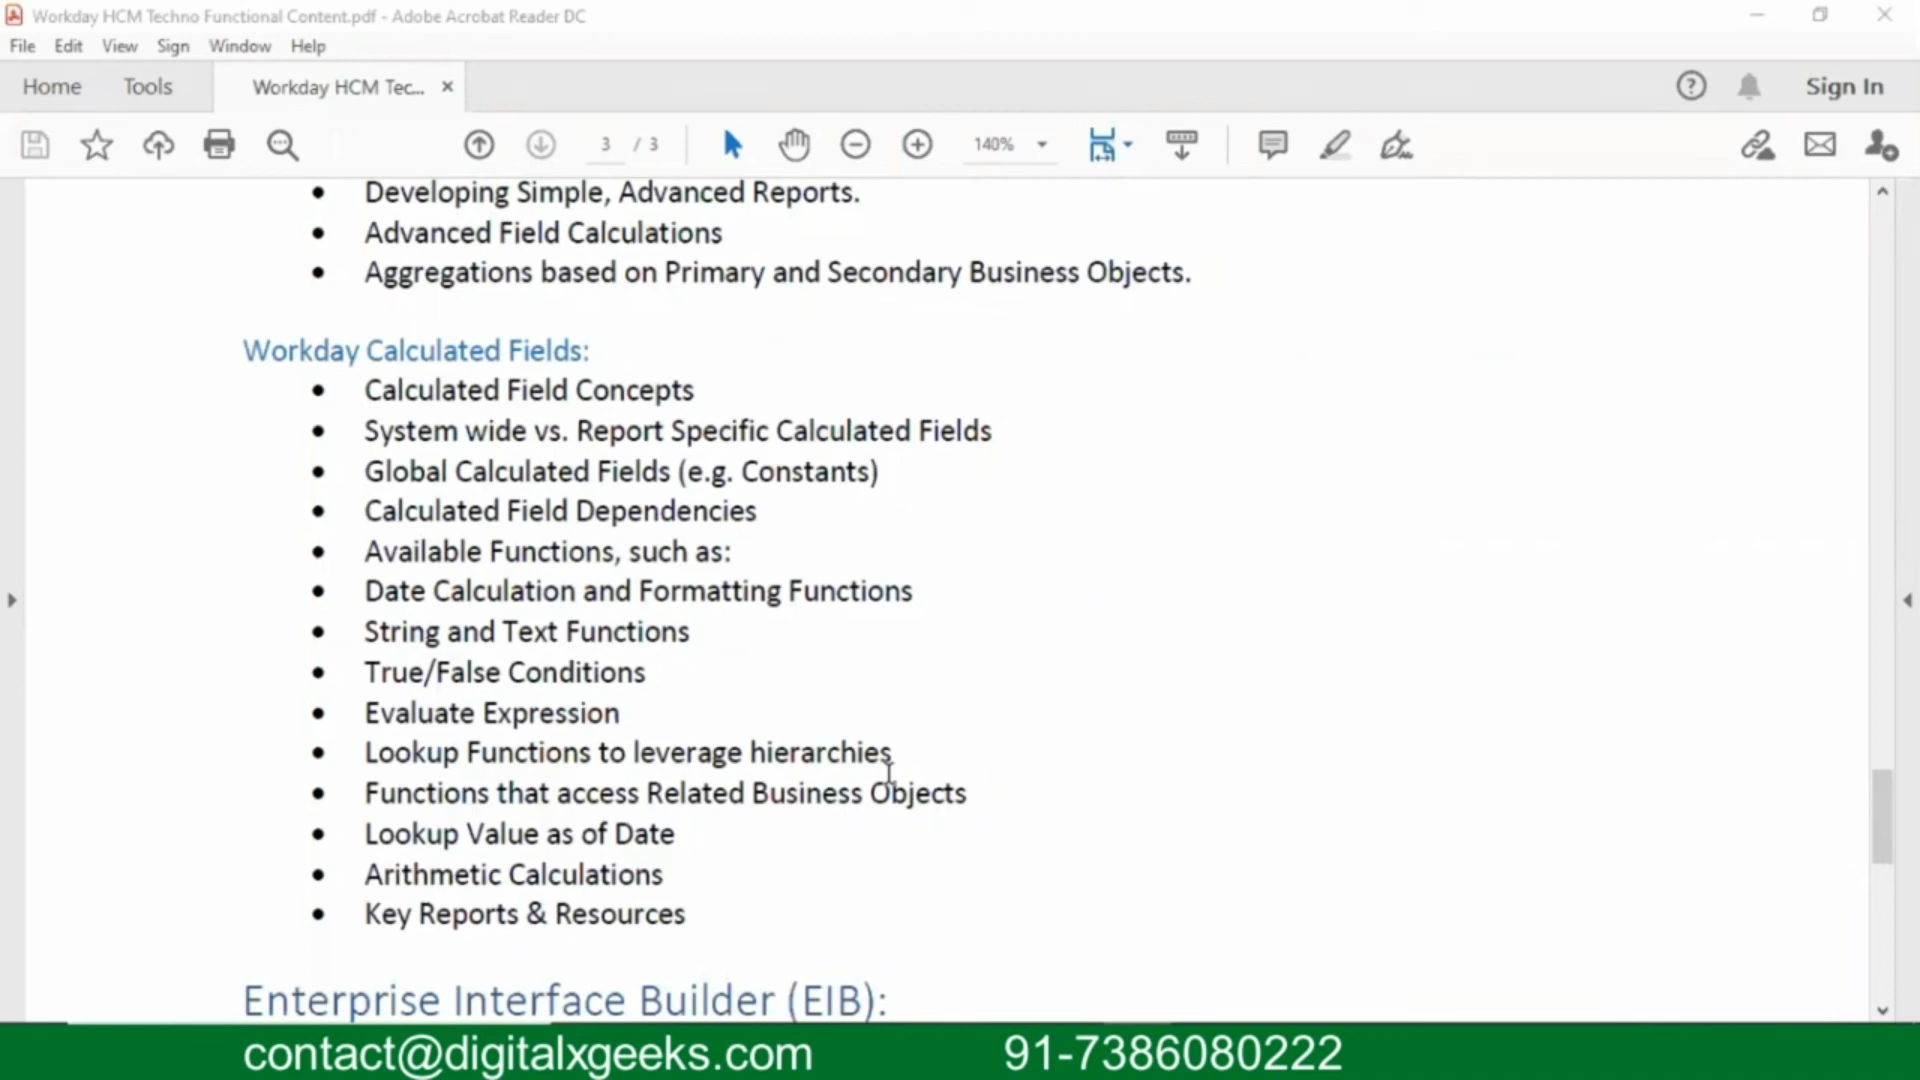 Workday HCM Techno Functional Content.pdf - Adobe Acrobat Reader DC
File Edit View Sign Window Help
Home Tools Workday HCM Tec... × Sign In
3 / 3 140%
• Developing Simple, Advanced Reports.
• Advanced Field Calculations
• Aggregations based on Primary and Secondary Business Objects.
Workday Calculated Fields:
• Calculated Field Concepts
• System wide vs. Report Specific Calculated Fields
• Global Calculated Fields (e.g. Constants)
• Calculated Field Dependencies
• Available Functions, such as:
• Date Calculation and Formatting Functions
• String and Text Functions
• True/False Conditions
• Evaluate Expression
• Lookup Functions to leverage hierarchies
• Functions that access Related Business Objects
• Lookup Value as of Date
• Arithmetic Calculations
• Key Reports & Resources
Enterprise Interface Builder (EIB):
contact@digitalxgeeks.com 91-7386080222